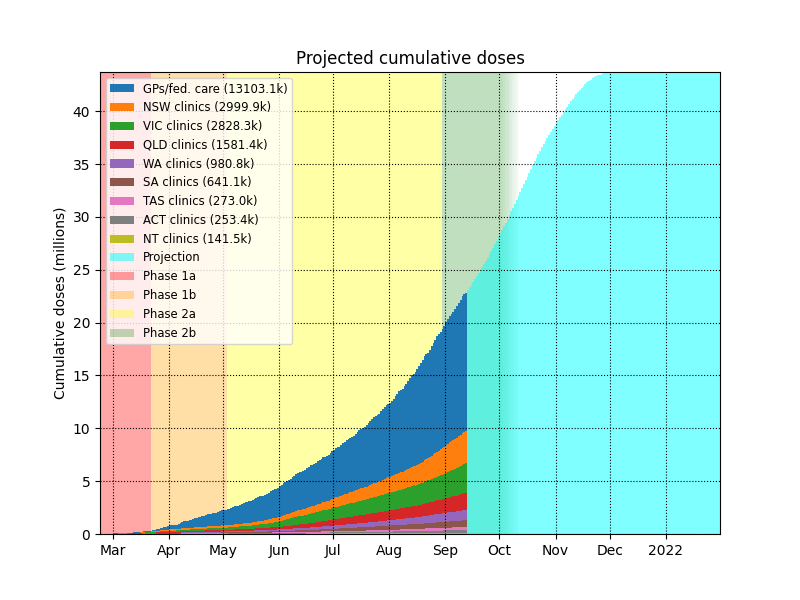 Projected cumulative doses
Cumulative doses (millions)
40
35
30
25
20
15
10
5
0
GPs/fed. care (13103.1k)
NSW clinics (2999.9k)
VIC clinics (2828.3k)
QLD clinics (1581.4k)
WA clinics (980.8k)
SA clinics (641.1k)
TAS clinics (273.0k)
ACT clinics (253.4k)
NT clinics (141.5k)
Projection
Phase 1a
Phase 1b
Phase 2a
Phase 2b
Mar Apr May Jun Jul Aug Sep Oct Nov Dec 2022